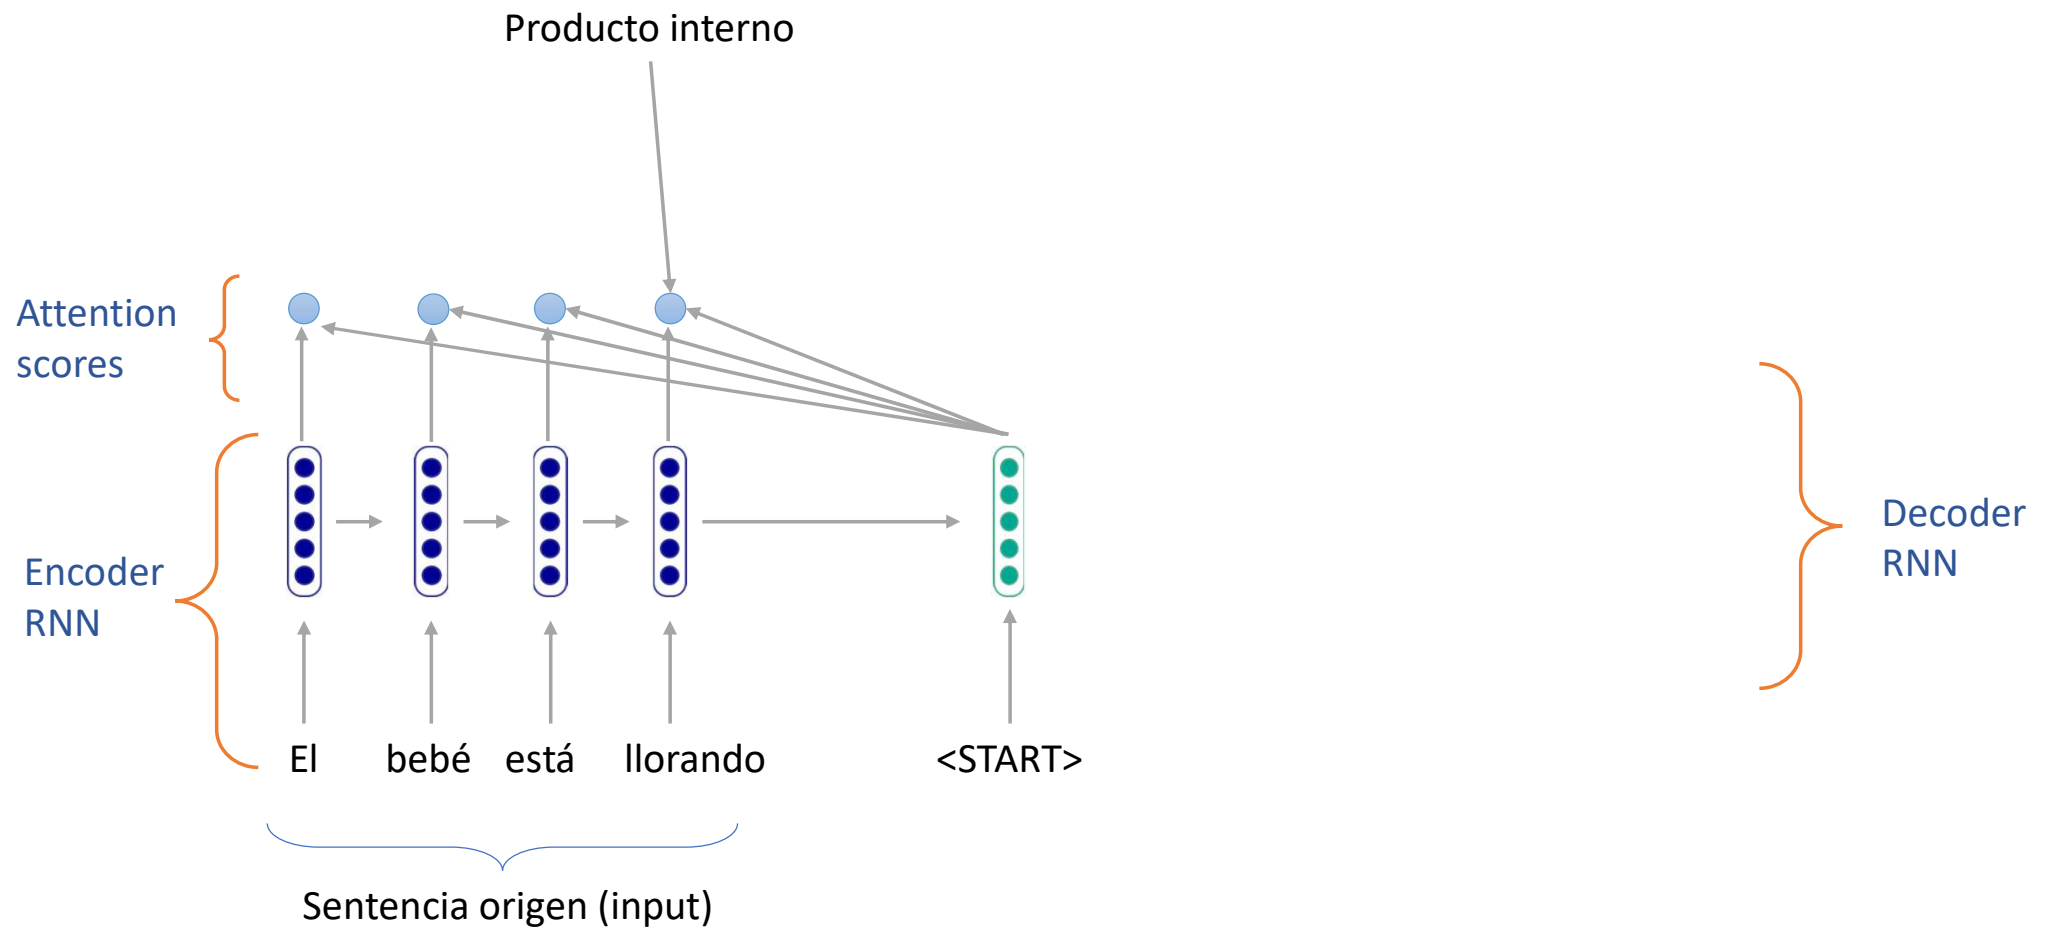 Producto interno
Attention
scores
Encoder
RNN
Decoder
RNN
El bebé está llorando <START>
Sentencia origen (input)